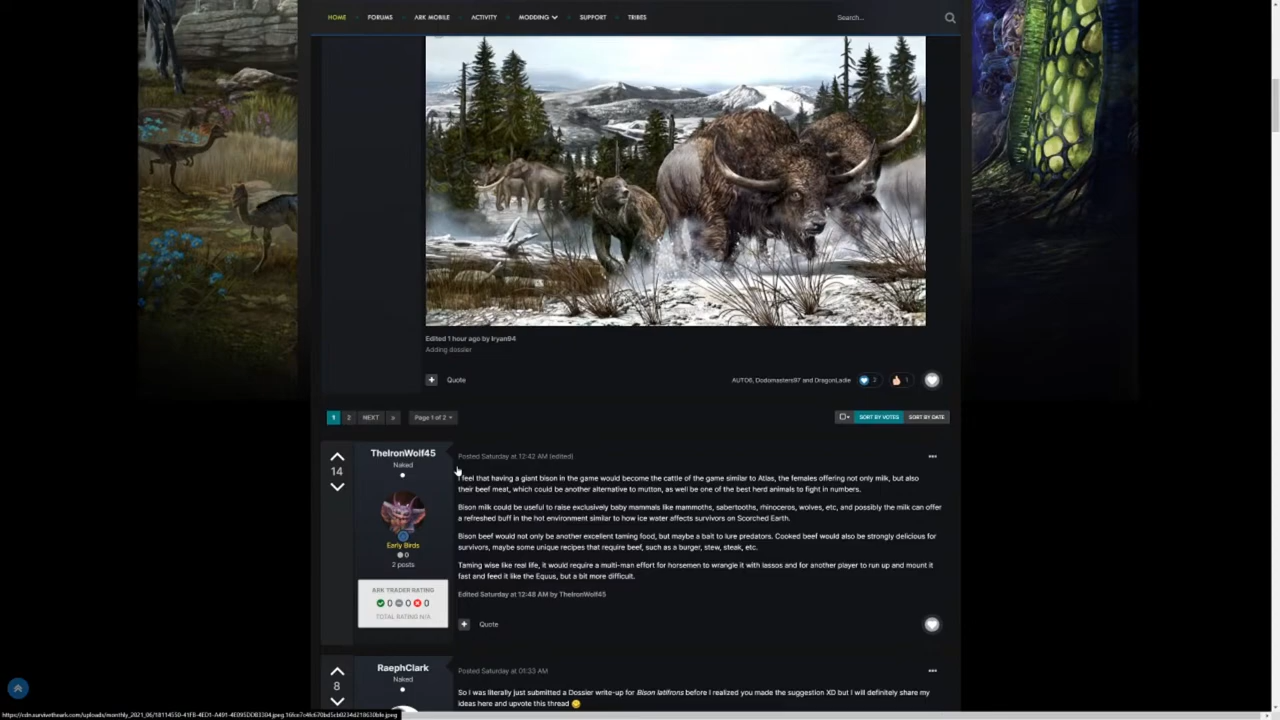 HOME FORUMS ARK MOBILE ACTIVITY MODDING SUPPORT TRIBES Search...
Edited 1 hour ago by lryan94
Adding dossier
Quote
AUTOB, Dodomasters97 and DragonLadie 2 1
1 2 NEXT » Page 1 of 2 SORT BY VOTES SORT BY DATE
TheIronWolf45
Naked
14
Early Birds
0
2 posts
ARK TRADER RATING
0 0 0
TOTAL RATING N/A
Posted Saturday at 12:42 AM (edited)
I feel that having a giant bison in the game would become the cattle of the game similar to Atlas, the females offering not only milk, but also
their beef meat, which could be another alternative to mutton, as well be one of the best herd animals to fight in numbers.
Bison milk could be useful to raise exclusively baby mammals like mammoths, sabertooths, rhinoceros, wolves, etc, and possibly the milk can offer
a refreshed buff in the hot environment similar to how ice water affects survivors on Scorched Earth.
Bison beef would not only be another excellent taming food, but maybe a bait to lure predators. Cooked beef would also be strongly delicious for
survivors, maybe some unique recipes that require beef, such as a burger, stew, steak, etc.
Taming wise like real life, it would require a multi-man effort for horsemen to wrangle it with lassos and for another player to run up and mount it
fast and feed it like the Equus, but a bit more difficult.
Edited Saturday at 12:48 AM by TheIronWolf45
Quote
RaephClark
Naked
8
Posted Saturday at 01:33 AM
So I was literally just submitted a Dossier write-up for Bison latifrons before I realized you made the suggestion XD but I will definitely share my
ideas here and upvote this thread